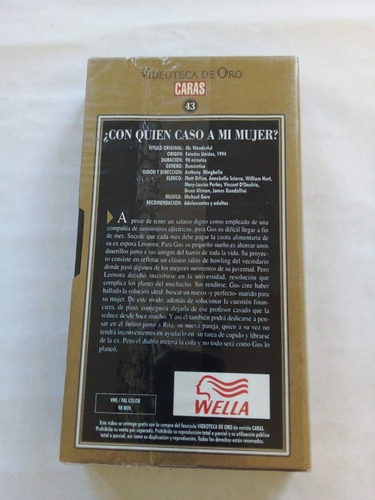 VIDEOTECA DE ORO
CARAS
43
¿CON QUIEN CASO A MI MUJER?
TITULO ORIGINAL: Mr. Wonderful
ORIGEN: Estados Unidos, 1994
DURACION: 98 minutos
GENERO: Romántica
GUION Y DIRECCION: Anthony Minghella
ELENCO: Matt Dillon, Annabella Sciorra, William Hurt,
Mary-Louise Parker, Vincent D'Onofrio,
Bruce Altman, James Gandolfini
MUSICA: Michael Gore
RECOMENDACION: Adolescentes y adultos
A pesar de tener un salario digno como empleado de una
compañía de suministros eléctricos, para Gus es difícil llegar a fin
de mes. Sucede que cada mes debe pagar la cuota alimentaria de
su ex esposa Leonora. Para Gus su pequeño sueño es ahorrar unos
dinerillos junto a sus amigos del barrio de toda la vida. Su proyec-
to consiste en reflotar un clásico salón de bowling del vecindario
donde pasó algunos de los mejores momentos de su juventud. Pero
Leonora decidió inscribirse en la universidad, resolución que
complica los planes del muchacho. Sin rendirse, Gus cree haber
hallado la solución ideal: buscar un nuevo -y perfecto- marido para
su mujer. De este modo, además de solucionar la cuestión finan-
ciera, de paso, conseguirá alejarla de ese profesor casado que la
seduce desde hace mucho. Y así el también podrá dedicarse a pen-
sar en el futuro junto a Rita, su nueva pareja, quien a su vez no
tendrá inconvenientes en ayudarlo en su tarea de cupido y librarse
de la ex. Pero el diablo meterá la cola y no todo será como Gus lo
planeó.
VHS / PAL COLOR
98 MIN.
WELLA
Este video se entrega gratis con la compra del fascículo VIDEOTECA DE ORO de revista CARAS.
Prohibida su venta por separado. Prohibida su reproducción total o parcial y su utilización pública
total o parcial, así como su duplicación y reproducción. Todos los derechos están reservados.